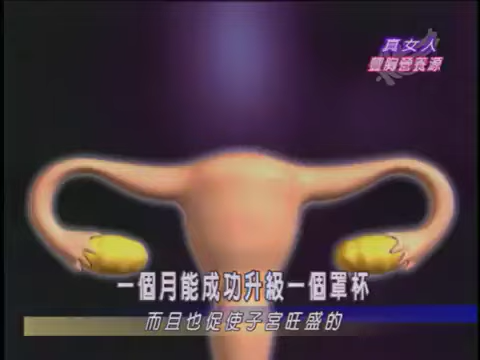 真女人
豐胸營養源
一個月能成功升級一個罩杯
而且也促使子宮旺盛的